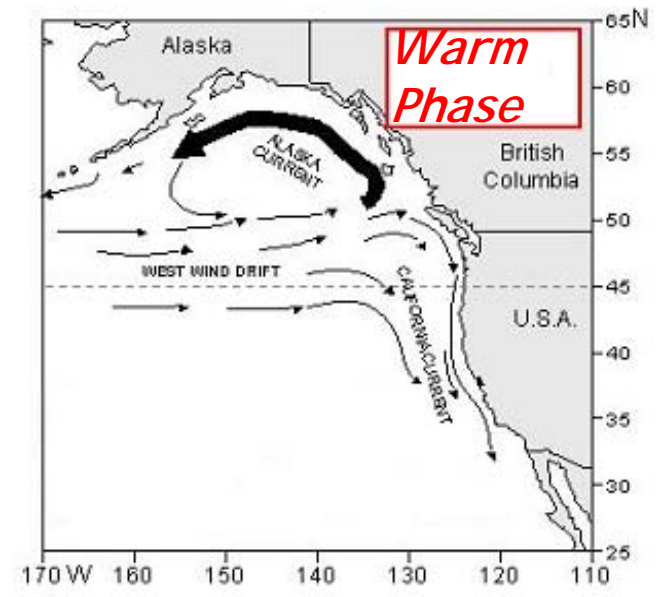 65N
Alaska
Warm
Phase
60
ALASKA
CURRENT
British
Columbia
55
50
WEST WIND DRIFT
CALIFORNIA CURRENT
45
U.S.A.
40
35
30
25
170 W 160 150 140 130 120 110